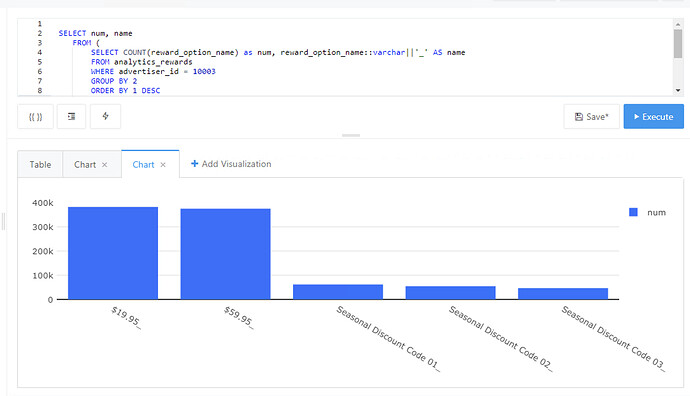 1
2 SELECT num, name
3 FROM (
4 SELECT COUNT(reward_option_name) as num, reward_option_name::varchar||'_' AS name
5 FROM analytics_rewards
6 WHERE advertiser_id = 10003
7 GROUP BY 2
8 ORDER BY 1 DESC
{{ }}
Save*
Execute
Table
Chart ×
Chart ×
+ Add Visualization
400k
300k
200k
100k
0
num
$19.95_
$59.95_
Seasonal Discount Code 01_
Seasonal Discount Code 02_
Seasonal Discount Code 03_